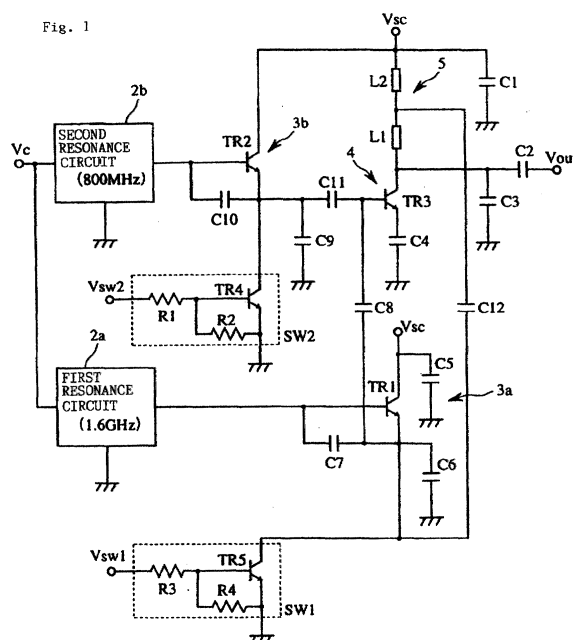 Fig. 1
Vsc
5
2b
L2
C1
SECOND
RESONANCE
CIRCUIT
(800MHz)
TR2
3b
Vc
L1
C2
Vou
4
C11
TR3
C10
C3
C9
C4
Vsw2
TR4
C8
C12
R1
R2
SW2
Vsc
2a
C5
FIRST
RESONANCE
CIRCUIT
(1.6GHz)
TR1
3a
C7
C6
Vsw1
TR5
R3
R4
SW1